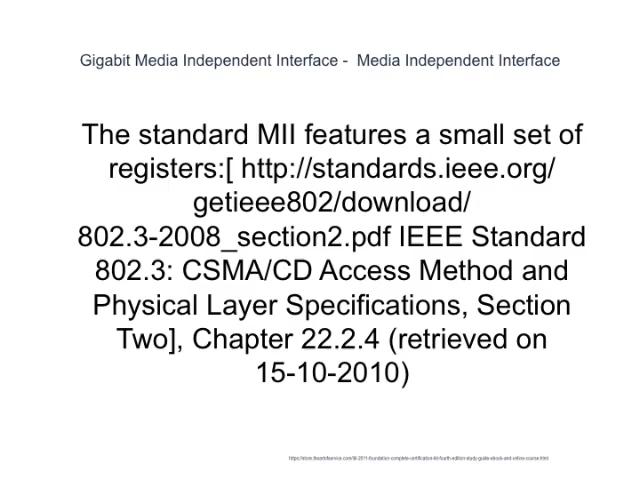 Gigabit Media Independent Interface -  Media Independent Interface
The standard MII features a small set of
registers:[ http://standards.ieee.org/
getieee802/download/
802.3-2008_section2.pdf IEEE Standard
802.3: CSMA/CD Access Method and
Physical Layer Specifications, Section
Two], Chapter 22.2.4 (retrieved on
15-10-2010)